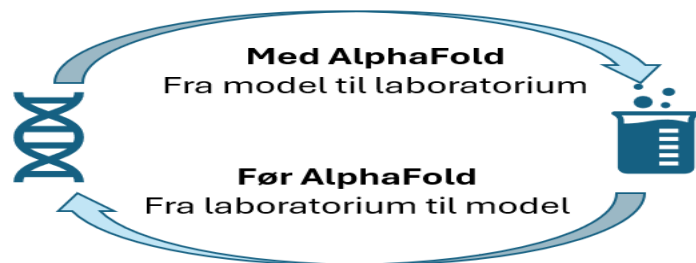 Med AlphaFold
Fra model til laboratorium
Før AlphaFold
Fra laboratorium til model